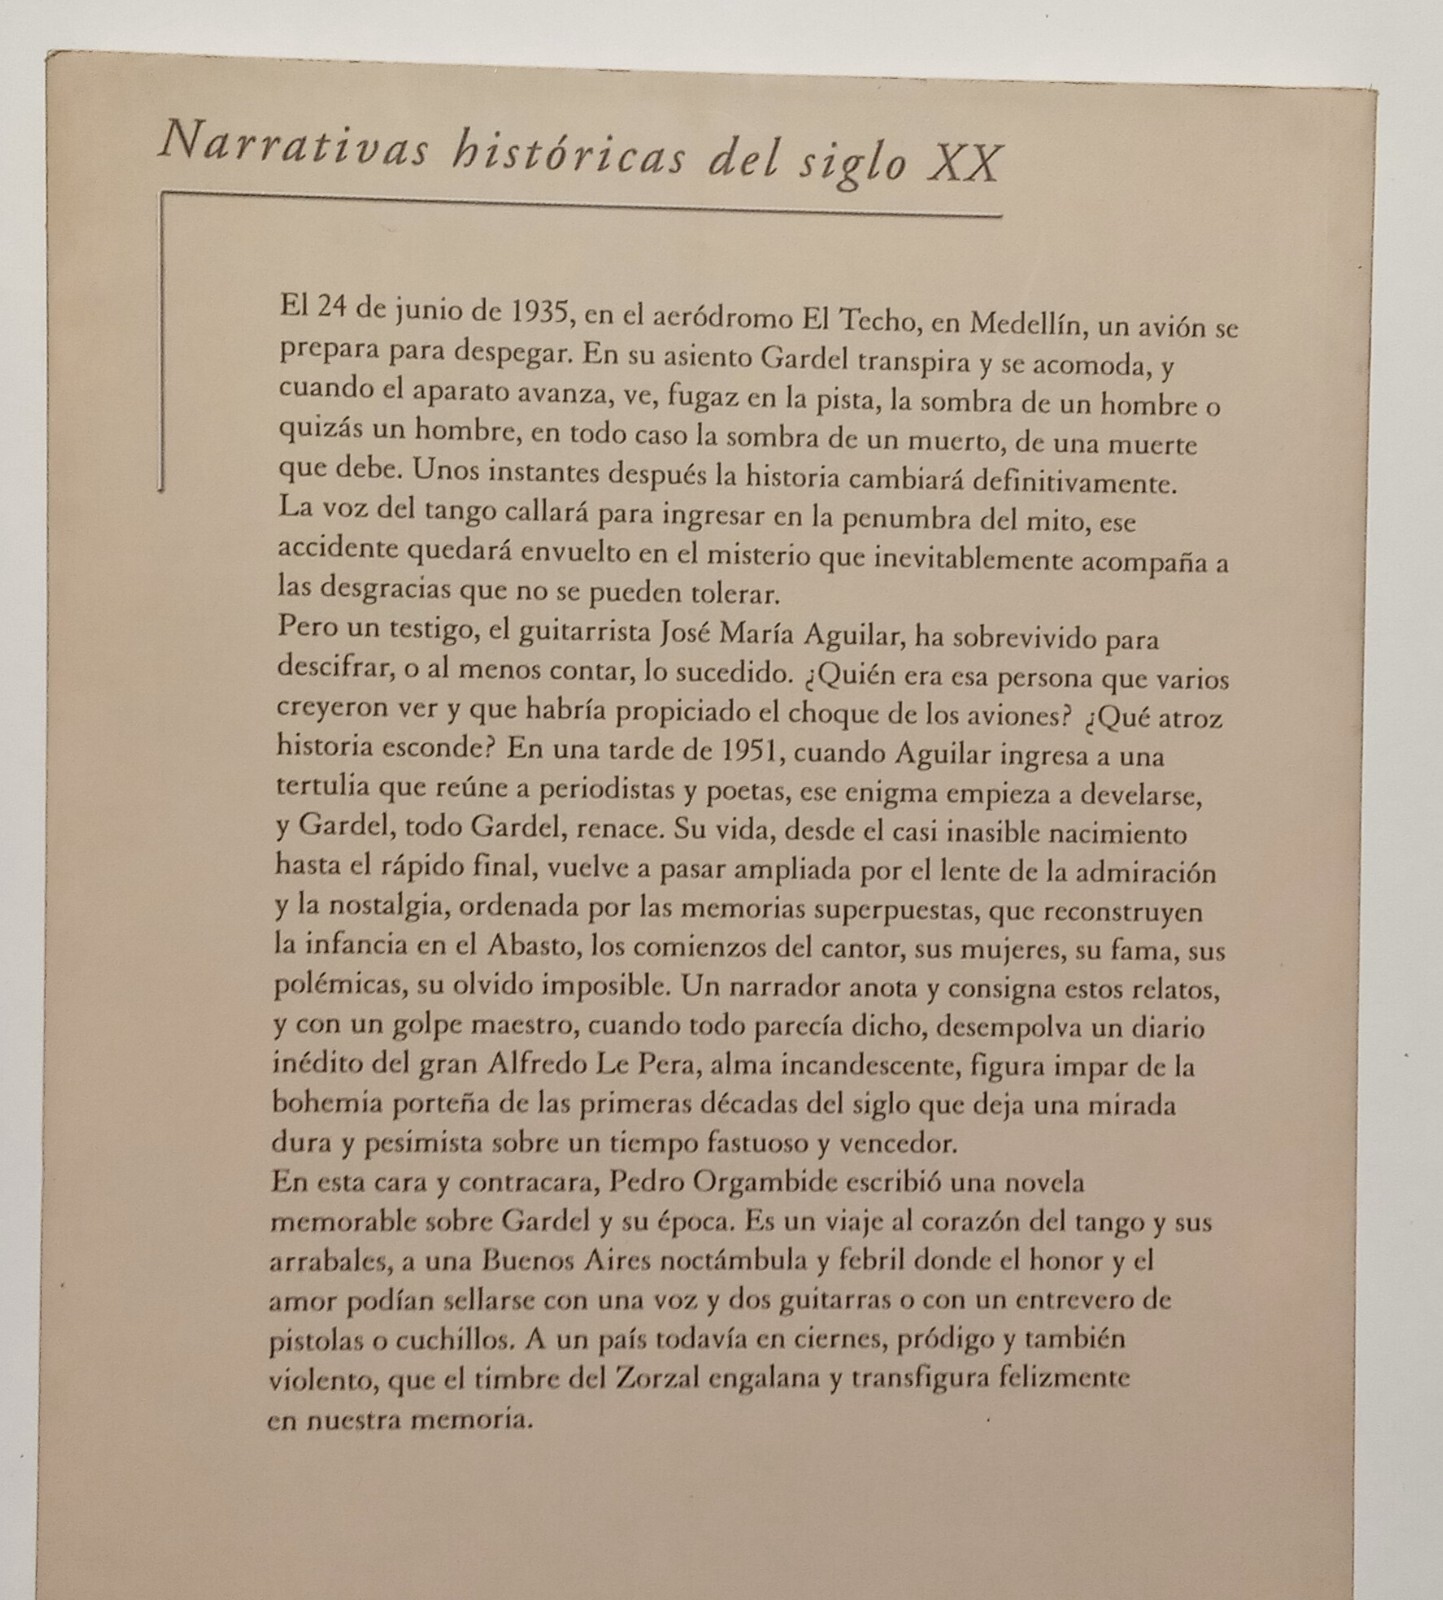 Narrativas históricas del siglo XX
El 24 de junio de 1935, en el aeródromo El Techo, en Medellín, un avión se
prepara para despegar. En su asiento Gardel transpira y se acomoda, y
cuando el aparato avanza, ve, fugaz en la pista, la sombra de un hombre o
quizás un hombre, en todo caso la sombra de un muerto, de una muerte
que debe. Unos instantes después la historia cambiará definitivamente.
La voz del tango callará para ingresar en la penumbra del mito, ese
accidente quedará envuelto en el misterio que inevitablemente acompaña a
las desgracias que no se pueden tolerar.
Pero un testigo, el guitarrista José María Aguilar, ha sobrevivido para
descifrar, o al menos contar, lo sucedido. ¿Quién era esa persona que varios
creyeron ver y que habría propiciado el choque de los aviones? ¿Qué atroz
historia esconde? En una tarde de 1951, cuando Aguilar ingresa a una
tertulia que reúne a periodistas y poetas, ese enigma empieza a develarse,
y Gardel, todo Gardel, renace. Su vida, desde el casi inasible nacimiento
hasta el rápido final, vuelve a pasar ampliada por el lente de la admiración
y la nostalgia, ordenada por las memorias superpuestas, que reconstruyen
la infancia en el Abasto, los comienzos del cantor, sus mujeres, su fama, sus
polémicas, su olvido imposible. Un narrador anota y consigna estos relatos,
y con un golpe maestro, cuando todo parecía dicho, desempolva un diario
inédito del gran Alfredo Le Pera, alma incandescente, figura impar de la
bohemia porteña de las primeras décadas del siglo que deja una mirada
dura y pesimista sobre un tiempo fastuoso y vencedor.
En esta cara y contracara, Pedro Orgambide escribió una novela
memorable sobre Gardel y su época. Es un viaje al corazón del tango y sus
arrabales, a una Buenos Aires noctámbula y febril donde el honor y el
amor podían sellarse con una voz y dos guitarras o con un entrevero de
pistolas o cuchillos. A un país todavía en ciernes, pródigo y también
violento, que el timbre del Zorzal engalana y transfigura felizmente
en nuestra memoria.